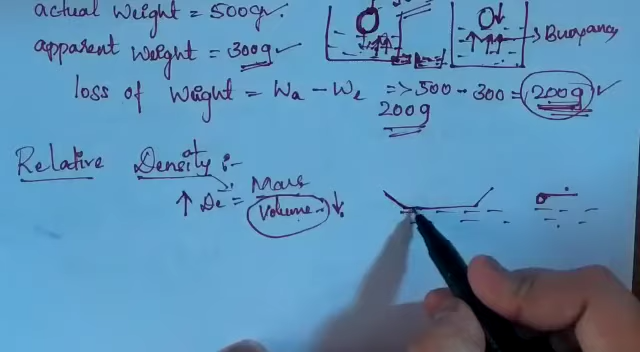 actual weight = 500gr.
apparent weight = 300g ✓
→ Buoyancy
loss of weight = Wa - We => 500 - 300 = 200g ✓
200g
Relative Density :-
↑ De = Mass
Volume ↓